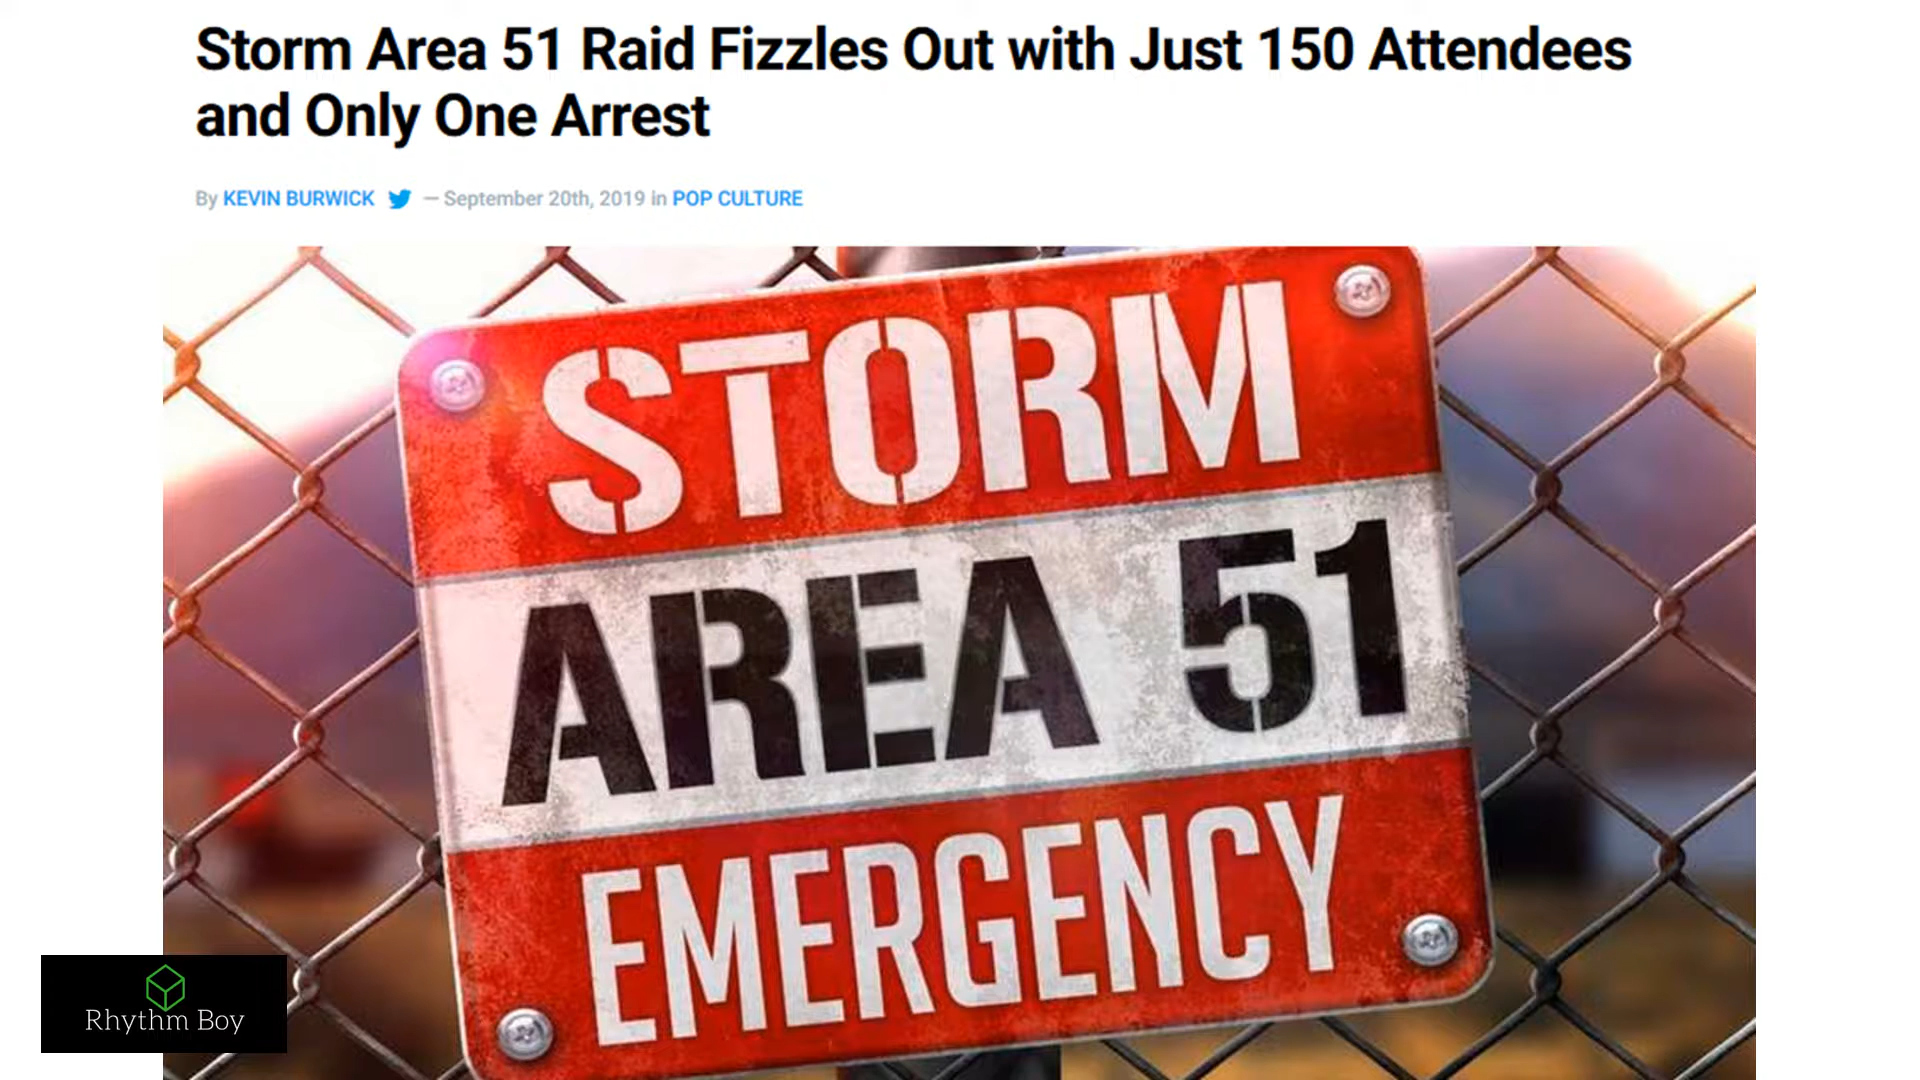 Storm Area 51 Raid Fizzles Out with Just 150 Attendees
and Only One Arrest
By KEVIN BURWICK — September 20th, 2019 in POP CULTURE
STORM
AREA 51
EMERGENCY
Rhythm Boy